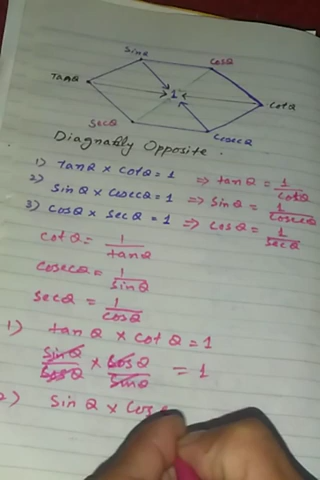 Sinθ
Cosθ
Tanθ
1
Cotθ
Secθ
Cosecθ
Diagnablly Opposite.
1) tanθ × cotθ = 1 ⇒ tanθ = 1/cotθ
2) sinθ × cosecθ = 1 ⇒ sinθ = 1/cosecθ
3) cosθ × secθ = 1 ⇒ cosθ = 1/secθ
cotθ = 1/tanθ
cosecθ = 1/sinθ
secθ = 1/cosθ
1) tanθ × cotθ = 1
sinθ/cosθ × cosθ/sinθ = 1
2) sinθ × cos